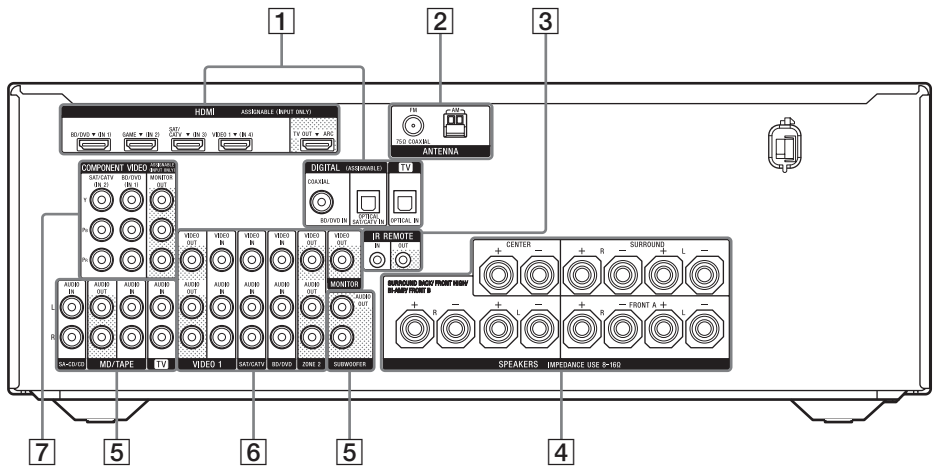 1
2
3
HDMI ASSIGNABLE (INPUT ONLY)
BD/DVD ▼ (IN 1)
GAME ▼ (IN 2)
SAT/
CATV ▼ (IN 3)
VIDEO 1 ▼ (IN 4)
TV OUT ▼ ARC
FM
AM
75Ω COAXIAL
ANTENNA
COMPONENT VIDEO
ASSIGNABLE
(INPUT ONLY)
SAT/CATV
(IN 2)
BD/DVD
(IN 1)
MONITOR
OUT
Y
PB
PR
DIGITAL (ASSIGNABLE)
TV
COAXIAL
BD/DVD IN
OPTICAL
SAT/CATV IN
OPTICAL IN
VIDEO
OUT
VIDEO
IN
VIDEO
IN
VIDEO
IN
VIDEO
OUT
VIDEO
OUT
MONITOR
IR REMOTE
IN
OUT
AUDIO
IN
AUDIO
OUT
AUDIO
IN
AUDIO
IN
AUDIO
OUT
AUDIO
IN
AUDIO
IN
AUDIO
IN
AUDIO
OUT
AUDIO
OUT
L
R
SA-CD/CD
MD/TAPE
TV
VIDEO 1
SAT/CATV
BD/DVD
ZONE 2
SUBWOOFER
CENTER
+ −
SURROUND
+ R − + L −
SURROUND BACK/ FRONT HIGH/
BI-AMP/ FRONT B
+ R − + L −
FRONT A
+ R − + L −
SPEAKERS IMPEDANCE USE 8-16Ω
7
5
6
5
4